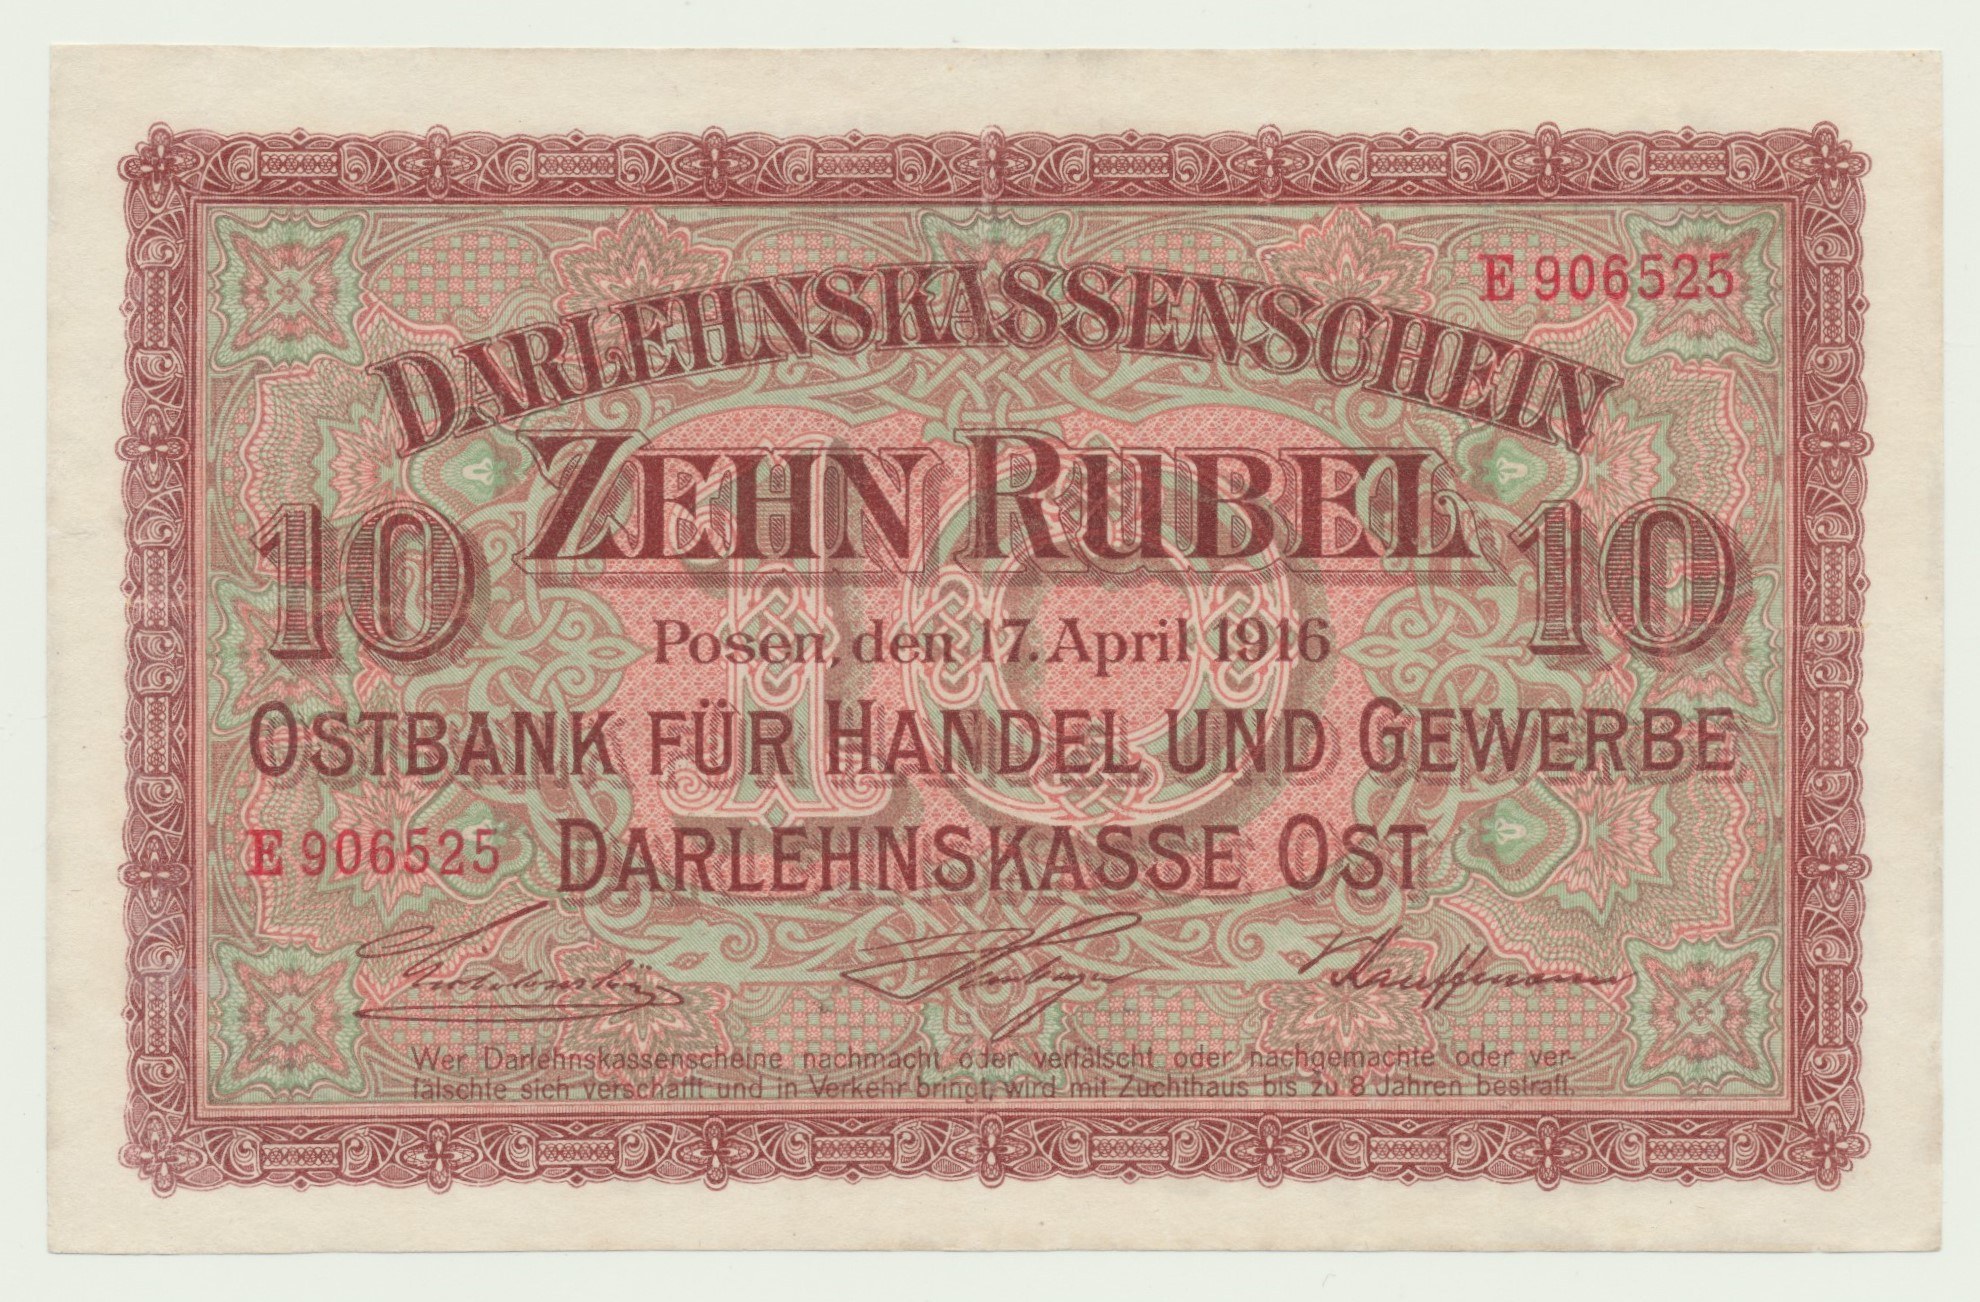 E 906525
DARLEHNSKASSENSCHEIN
ZEHN RUBEL
10 10
Posen, den 17. April 1916
OSTBANK FÜR HANDEL UND GEWERBE
E 906525
DARLEHNSKASSE OST
Kauffmann
Wer Darlehnskassenscheine nachmacht oder verfälscht oder nachgemachte oder ver-
fälschte sich verschafft und in Verkehr bringt, wird mit Zuchthaus bis zu 8 Jahren bestraft.
10